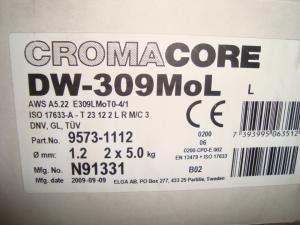 CROMACORE
DW-309MoL L
AWS A5.22 E309LMoT0-4/1
ISO 17633-A - T 23 12 2 L R M/C 3
DNV, GL, TÜV
Part No. 9573-1112
Ø mm: 1.2 2 x 5.0 kg
Mfg. No. N91331
Mfg. date 2009-09-09
ELGA AB, PO Box 277, 433 25 Partille, Sweden
CE
0200
06
0200-CPD-E.002
EN 13479 + ISO 17633
B02
7 393995 063512